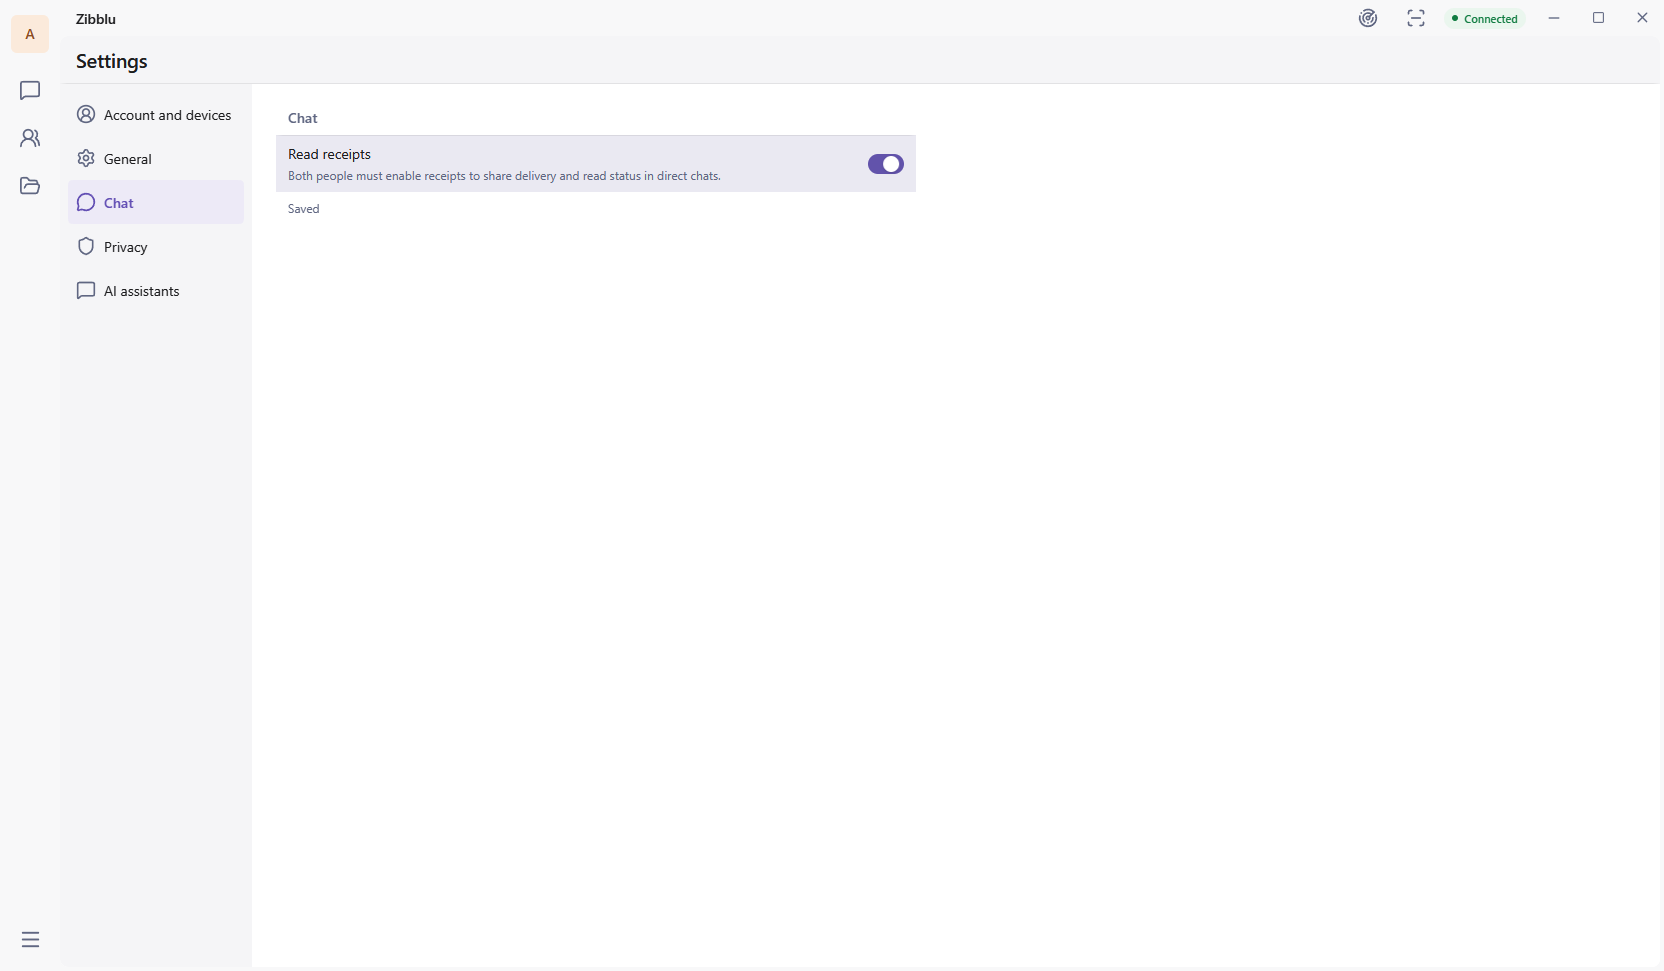 A
Zibblu
Connected
Settings
Account and devices
General
Chat
Privacy
AI assistants
Chat
Read receipts
Both people must enable receipts to share delivery and read status in direct chats.
Saved